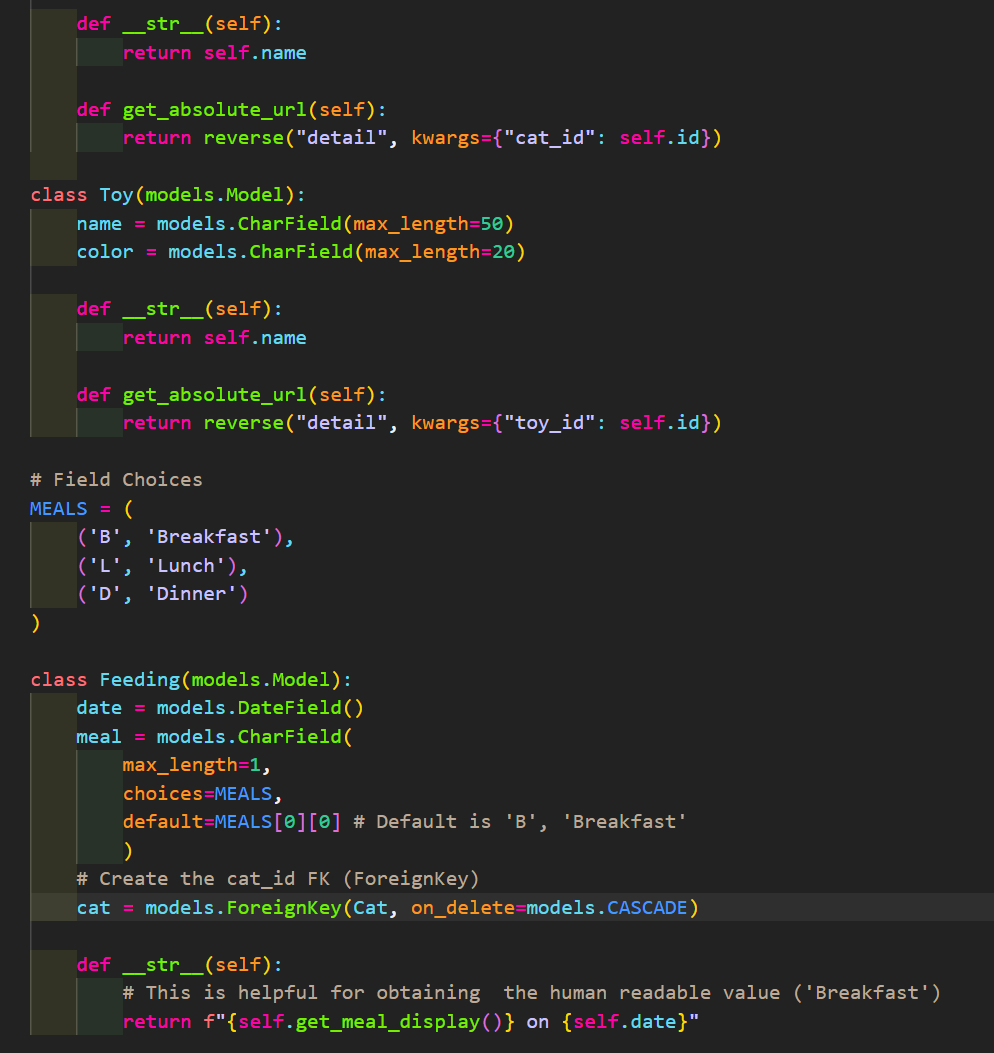 def __str__(self):
        return self.name

    def get_absolute_url(self):
        return reverse("detail", kwargs={"cat_id": self.id})

class Toy(models.Model):
    name = models.CharField(max_length=50)
    color = models.CharField(max_length=20)

    def __str__(self):
        return self.name

    def get_absolute_url(self):
        return reverse("detail", kwargs={"toy_id": self.id})

# Field Choices
MEALS = (
    ('B', 'Breakfast'),
    ('L', 'Lunch'),
    ('D', 'Dinner')
)

class Feeding(models.Model):
    date = models.DateField()
    meal = models.CharField(
        max_length=1,
        choices=MEALS,
        default=MEALS[0][0] # Default is 'B', 'Breakfast'
        )
    # Create the cat_id FK (ForeignKey)
    cat = models.ForeignKey(Cat, on_delete=models.CASCADE)

    def __str__(self):
        # This is helpful for obtaining  the human readable value ('Breakfast')
        return f"{self.get_meal_display()} on {self.date}"